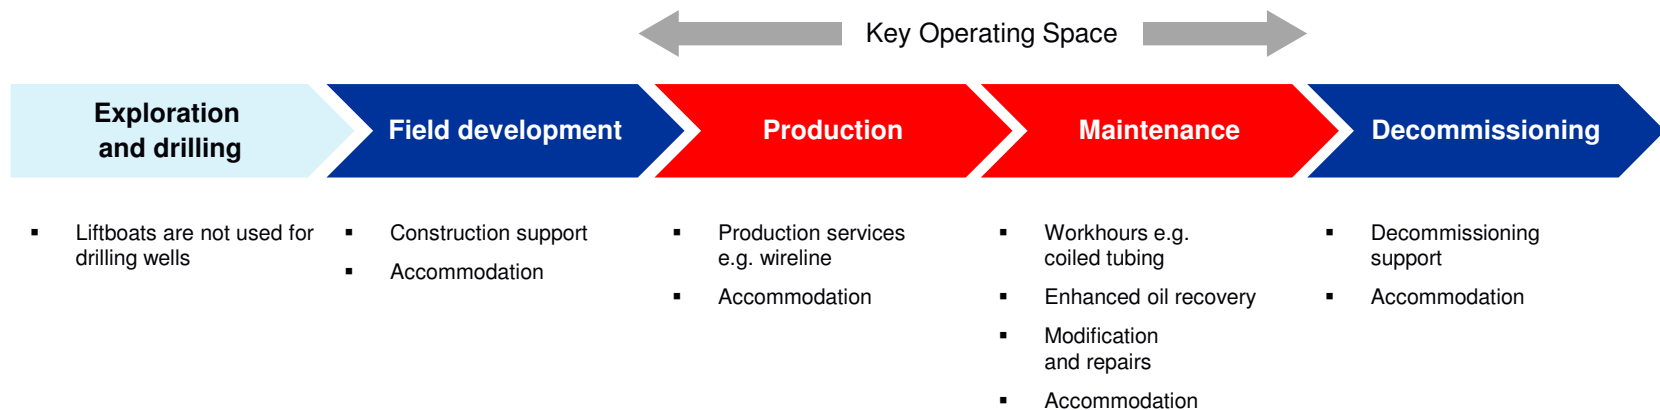 Key Operating Space
Exploration
and drilling
Field development
Production
Maintenance
Decommissioning
▪ Liftboats are not used for
drilling wells
▪ Construction support
▪ Accommodation
▪ Production services
e.g. wireline
▪ Accommodation
▪ Workhours e.g.
coiled tubing
▪ Enhanced oil recovery
▪ Modification
and repairs
▪ Accommodation
▪ Decommissioning
support
▪ Accommodation